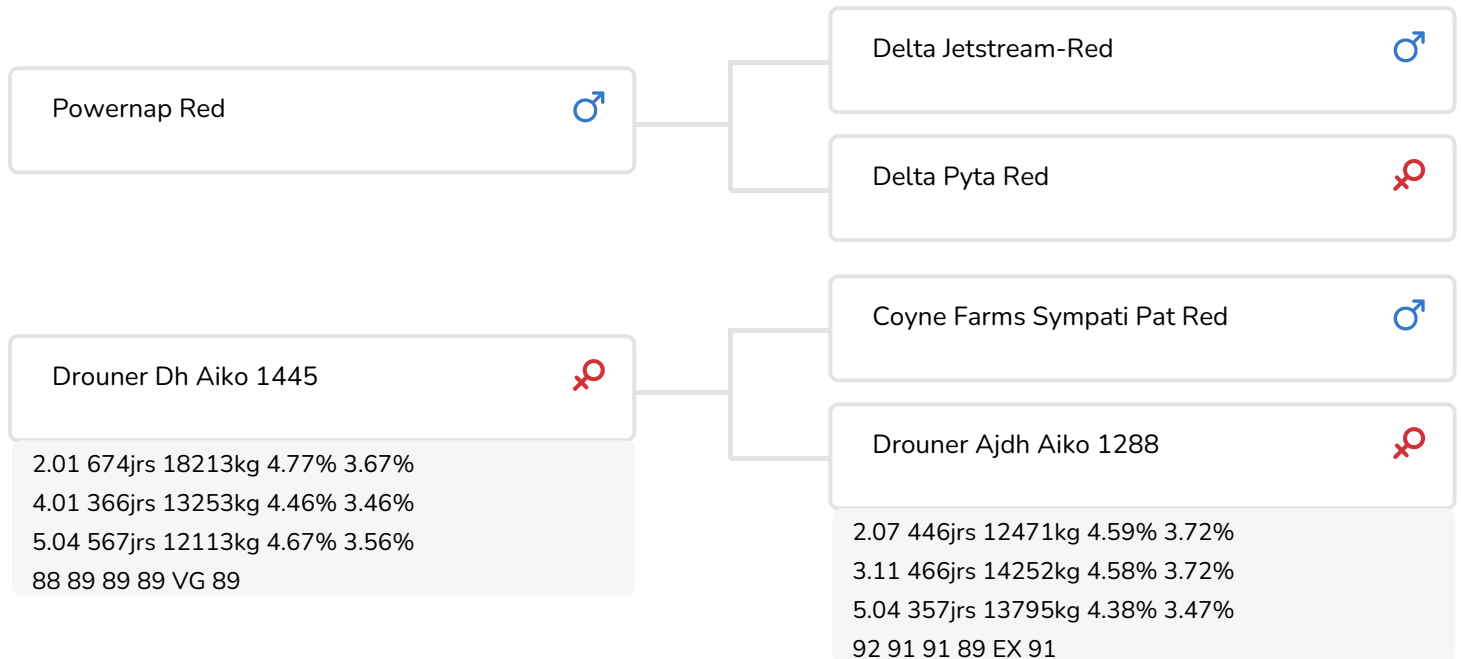 Powernap Red
Delta Jetstream-Red
Delta Pyta Red
Drouner Dh Aiko 1445
2.01 674jrs 18213kg 4.77% 3.67%
4.01 366jrs 13253kg 4.46% 3.46%
5.04 567jrs 12113kg 4.67% 3.56%
88 89 89 89 VG 89
Coyne Farms Sympati Pat Red
Drouner Ajdh Aiko 1288
2.07 446jrs 12471kg 4.59% 3.72%
3.11 466jrs 14252kg 4.58% 3.72%
5.04 357jrs 13795kg 4.38% 3.47%
92 91 91 89 EX 91